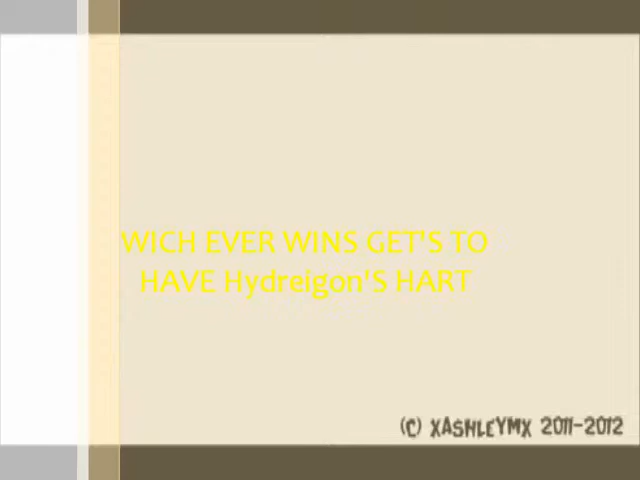 WICH EVER WINS GET'S TO
HAVE Hydreigon'S HART
(C) XASHLEYMX 2011-2012